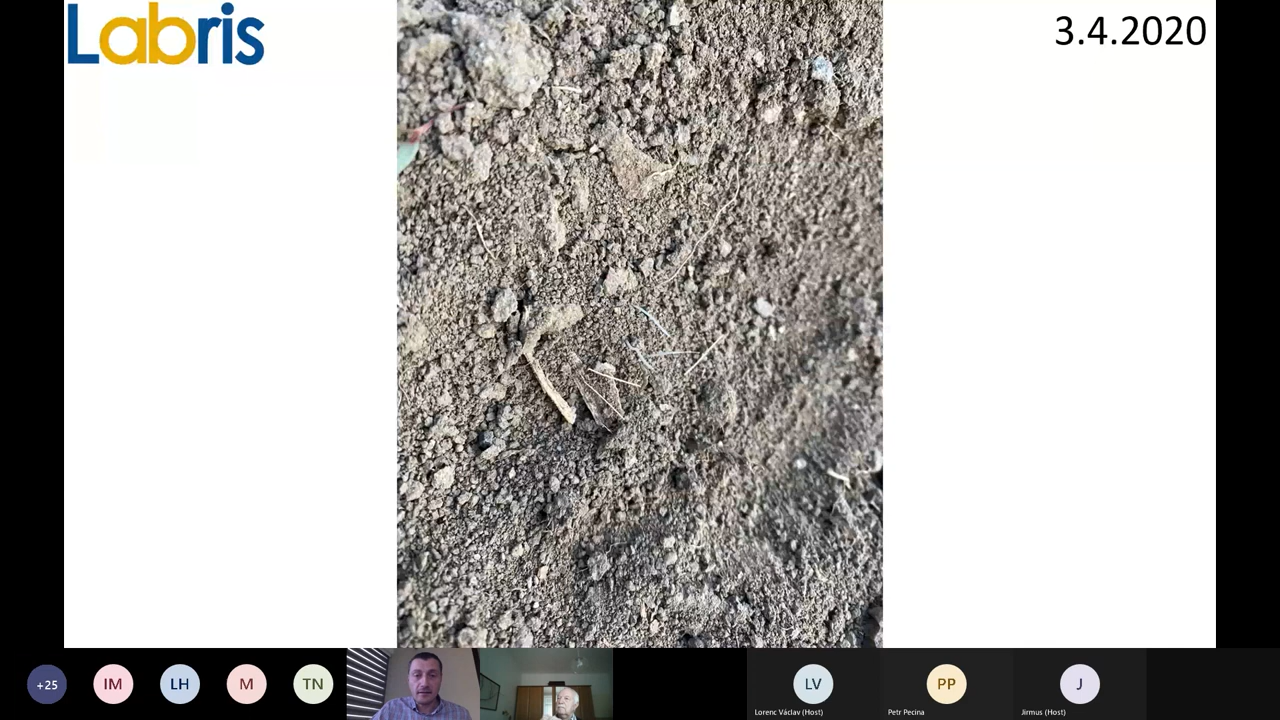 Labris
3.4.2020
+25
IM
LH
M
TN
LV
Lorenc Václav (Host)
PP
Petr Pecina
J
Jirmus (Host)